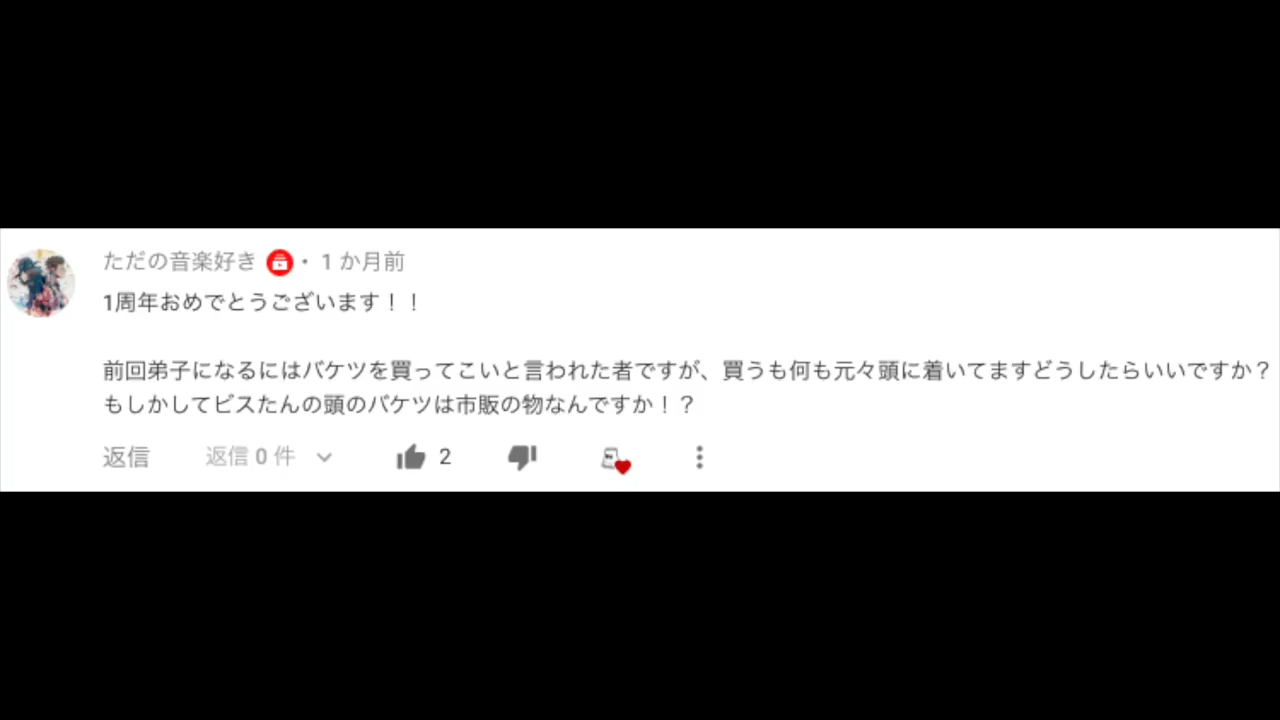 ただの音楽好き ・ 1 か月前
1周年おめでとうございます！！
前回弟子になるにはバケツを買ってこいと言われた者ですが、買うも何も元々頭に着いてますどうしたらいいですか？
もしかしてビスたんの頭のバケツは市販の物なんですか！？
返信 返信 0 件 2